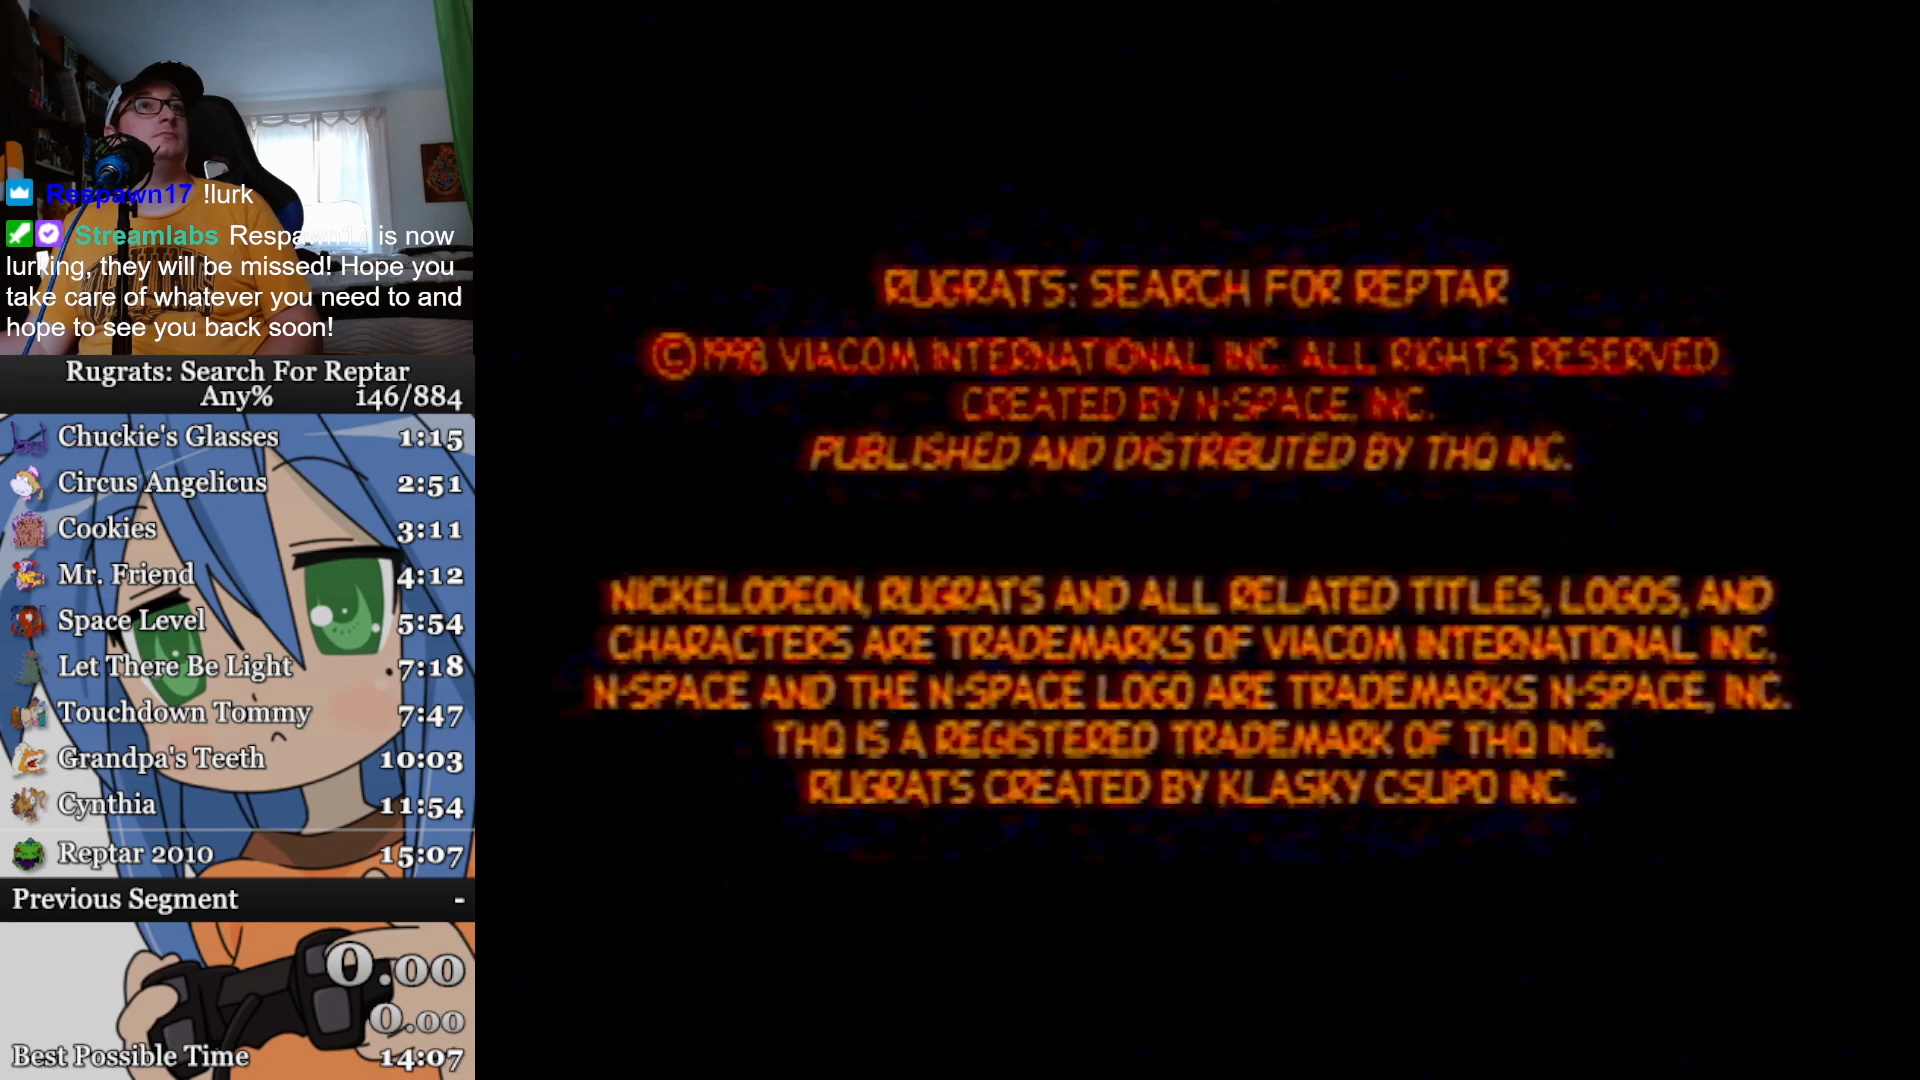 Respawn17 !lurk
Streamlabs Respawn17 is now
lurking, they will be missed! Hope you
take care of whatever you need to and
hope to see you back soon!
Rugrats: Search For Reptar
Any% 146/884
Chuckie's Glasses 1:15
Circus Angelicus 2:51
Cookies 3:11
Mr. Friend 4:12
Space Level 5:54
Let There Be Light 7:18
Touchdown Tommy 7:47
Grandpa's Teeth 10:03
Cynthia 11:54
Reptar 2010 15:07
Previous Segment -
0.00
0.00
Best Possible Time 14:07
RUGRATS: SEARCH FOR REPTAR
©1998 VIACOM INTERNATIONAL INC. ALL RIGHTS RESERVED.
CREATED BY N-SPACE, INC.
PUBLISHED AND DISTRIBUTED BY THQ INC.
NICKELODEON, RUGRATS AND ALL RELATED TITLES, LOGOS, AND
CHARACTERS ARE TRADEMARKS OF VIACOM INTERNATIONAL INC.
N-SPACE AND THE N-SPACE LOGO ARE TRADEMARKS N-SPACE, INC.
THQ IS A REGISTERED TRADEMARK OF THQ INC.
RUGRATS CREATED BY KLASKY CSUPO INC.